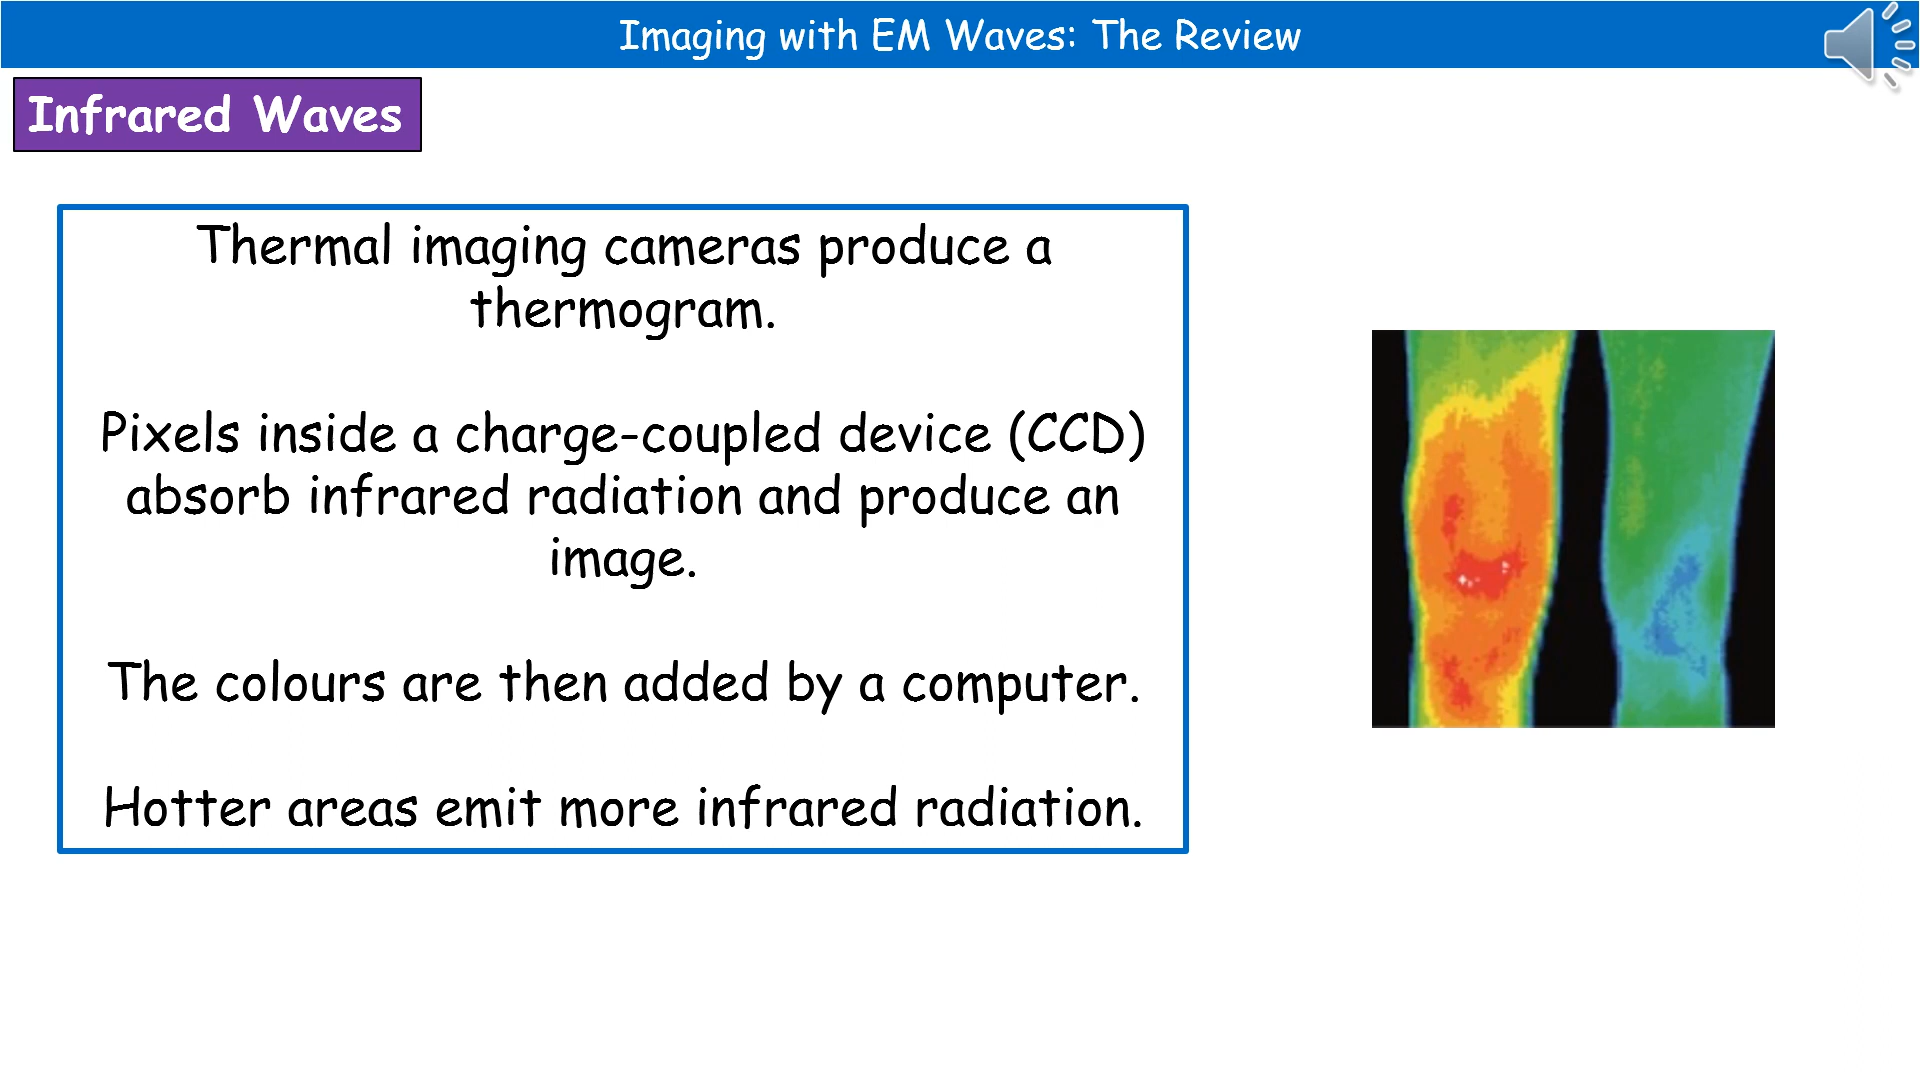 Imaging with EM Waves: The Review
Infrared Waves
Thermal imaging cameras produce a
thermogram.
Pixels inside a charge-coupled device (CCD)
absorb infrared radiation and produce an
image.
The colours are then added by a computer.
Hotter areas emit more infrared radiation.